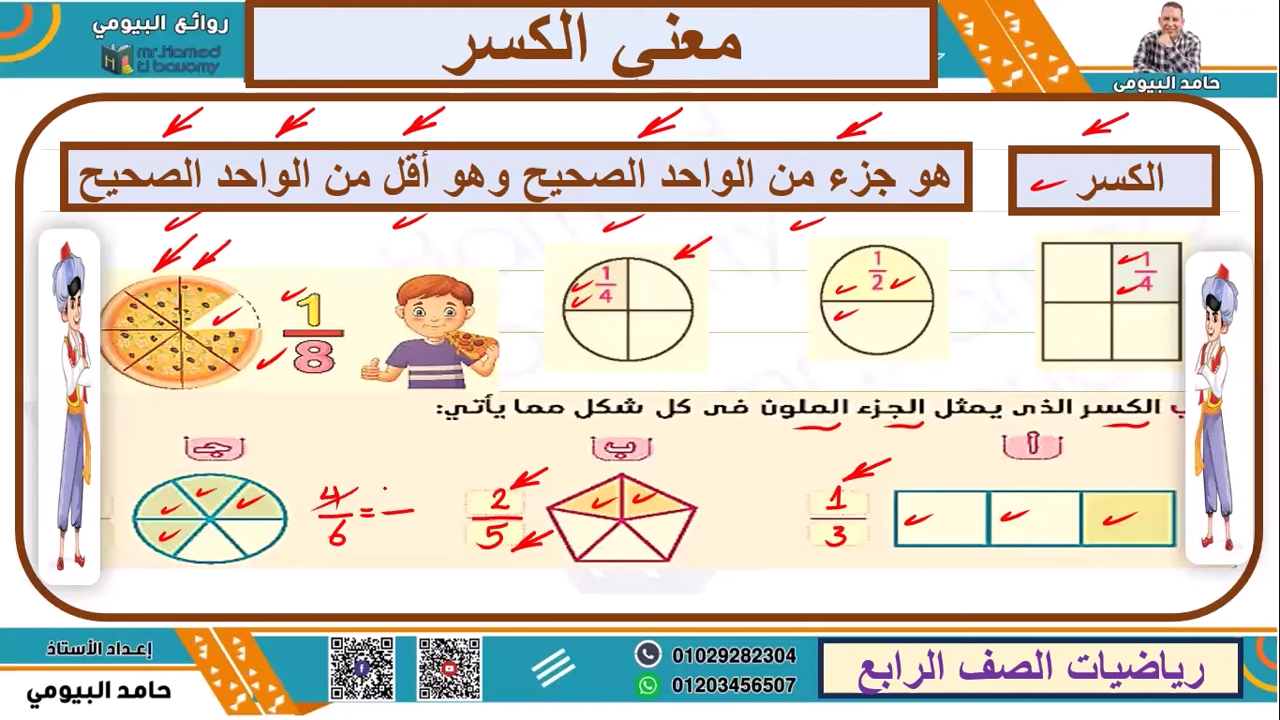 معنى الكسر
روائع البيومي
mr.Hamed
El bauomy
حامد البيومى
الكسر
هو جزء من الواحد الصحيح وهو أقل من الواحد الصحيح
1
4
1
2
1
4
1
8
ب الكسر الذى يمثل الجزء الملون فى كل شكل مما يأتي:
أ
ب
جـ
1
3
2
5
4
6
= —
رياضيات الصف الرابع
01029282304
01203456507
إعداد الأستاذ
حامد البيومي